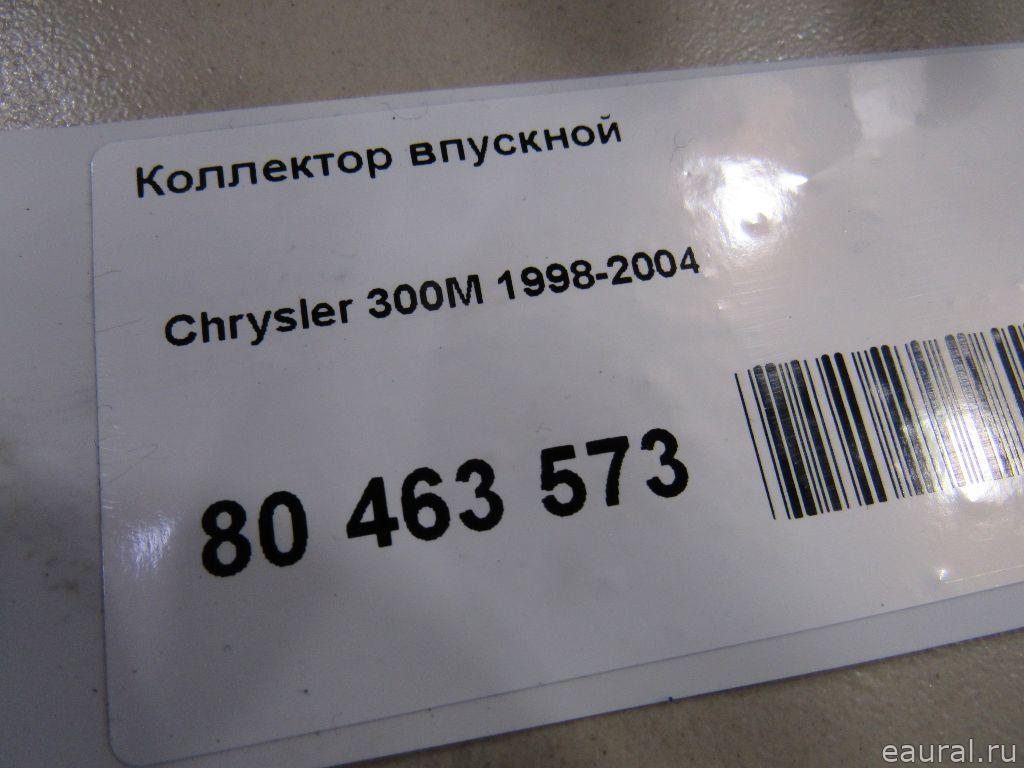 Коллектор впускной
Chrysler 300M 1998-2004
80 463 573
eaural.ru